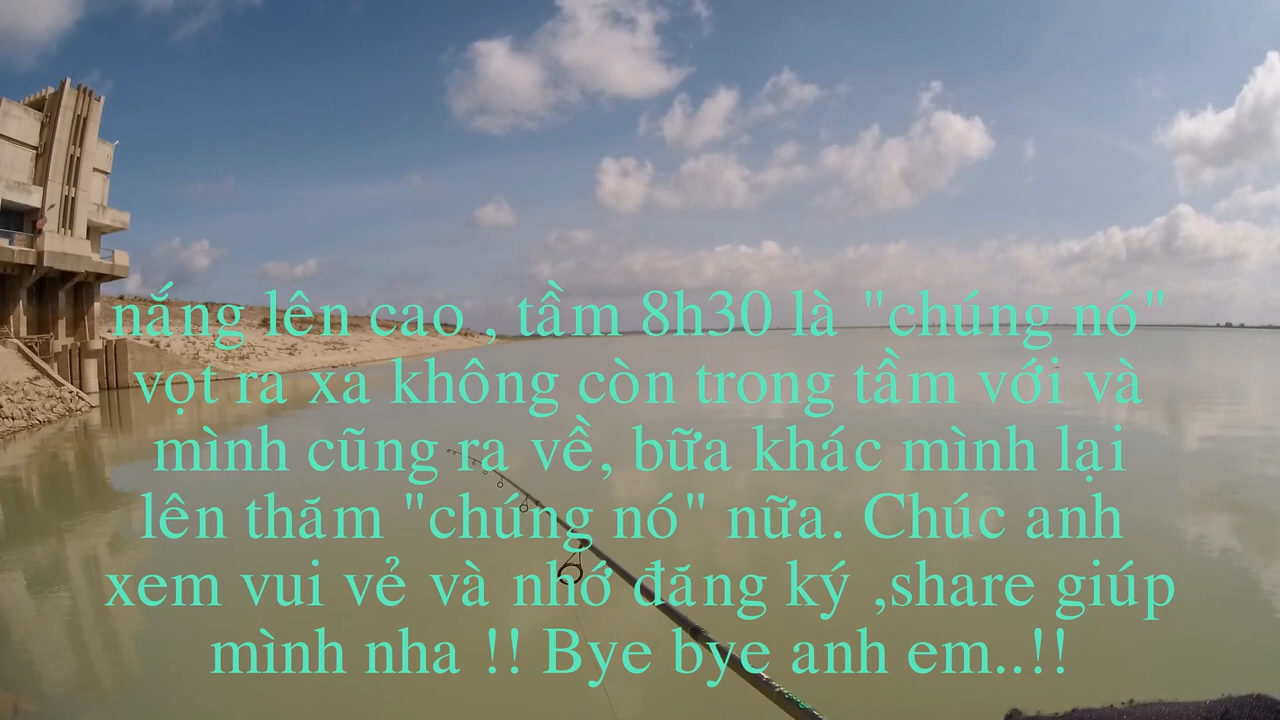 nắng lên cao , tầm 8h30 là "chúng nó"
vọt ra xa không còn trong tầm với và
mình cũng ra về, bữa khác mình lại
lên thăm "chúng nó" nữa. Chúc anh
xem vui vẻ và nhớ đăng ký ,share giúp
mình nha !! Bye bye anh em..!!